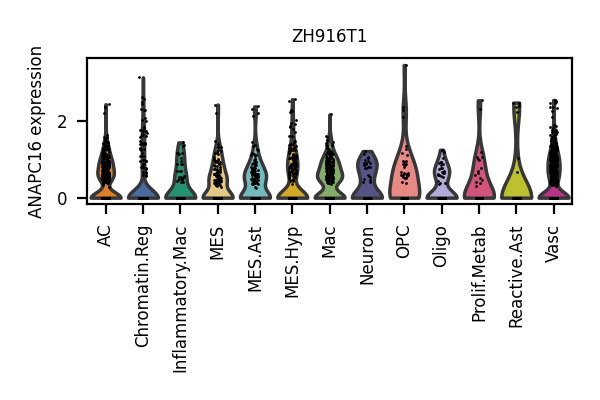 ZH916T1
ANAPC16 expression
2
0
AC
Chromatin.Reg
Inflammatory.Mac
MES
MES.Ast
MES.Hyp
Mac
Neuron
OPC
Oligo
Prolif.Metab
Reactive.Ast
Vasc